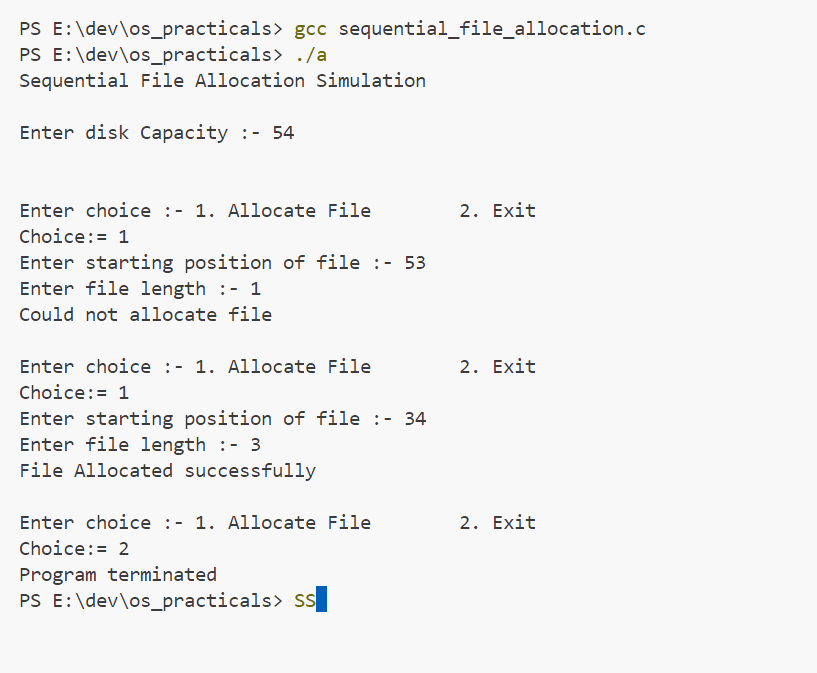 PS E:\dev\os_practicals> gcc sequential_file_allocation.c
PS E:\dev\os_practicals> ./a
Sequential File Allocation Simulation
Enter disk Capacity :- 54
Enter choice :- 1. Allocate File        2. Exit
Choice:= 1
Enter starting position of file :- 53
Enter file length :- 1
Could not allocate file
Enter choice :- 1. Allocate File        2. Exit
Choice:= 1
Enter starting position of file :- 34
Enter file length :- 3
File Allocated successfully
Enter choice :- 1. Allocate File        2. Exit
Choice:= 2
Program terminated
PS E:\dev\os_practicals> SS